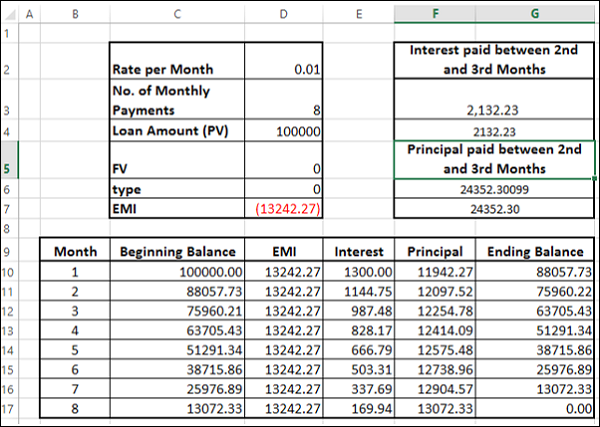 A B C D E F G
1
2 Rate per Month 0.01 Interest paid between 2nd
and 3rd Months
No. of Monthly
3 Payments 8 2,132.23
4 Loan Amount (PV) 100000 2132.23
5 FV 0 Principal paid between 2nd
and 3rd Months
6 type 0 24352.30099
7 EMI (13242.27) 24352.30
8
9 Month Beginning Balance EMI Interest Principal Ending Balance
10 1 100000.00 13242.27 1300.00 11942.27 88057.73
11 2 88057.73 13242.27 1144.75 12097.52 75960.22
12 3 75960.21 13242.27 987.48 12254.78 63705.43
13 4 63705.43 13242.27 828.17 12414.09 51291.34
14 5 51291.34 13242.27 666.79 12575.48 38715.86
15 6 38715.86 13242.27 503.31 12738.96 25976.89
16 7 25976.89 13242.27 337.69 12904.57 13072.33
17 8 13072.33 13242.27 169.94 13072.33 0.00